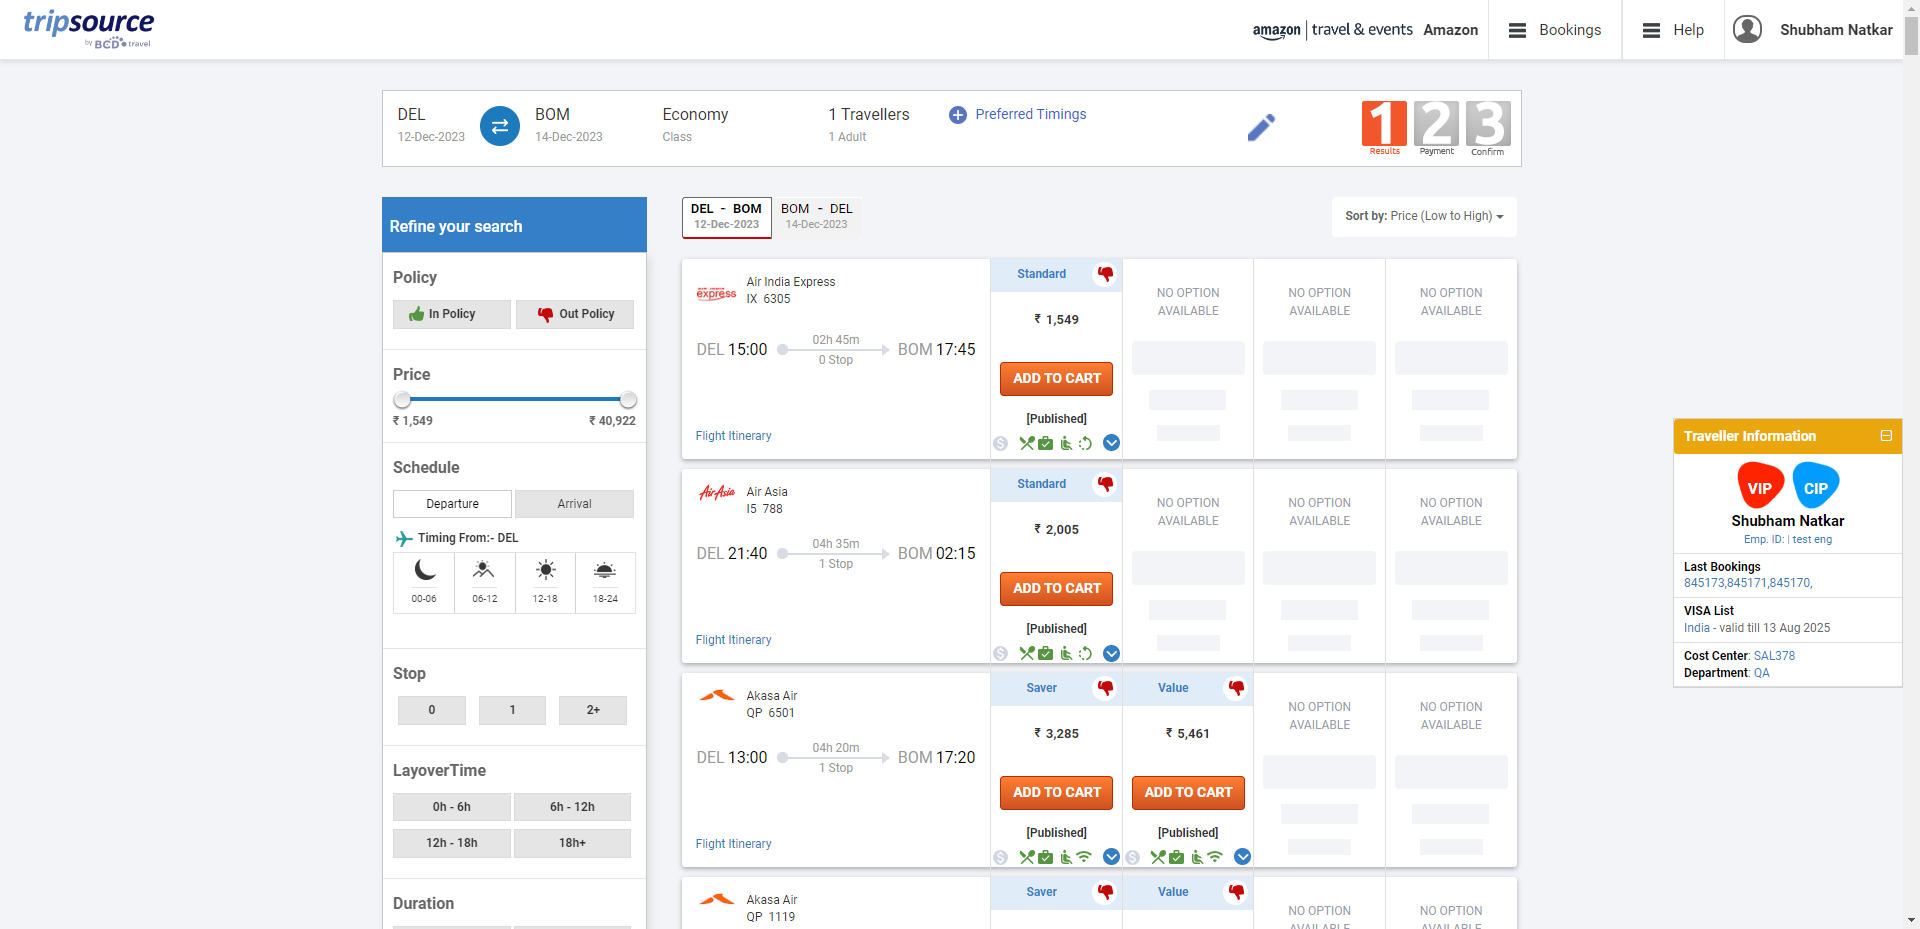 tripsource
by BCD travel
amazon | travel & events Amazon
Bookings
Help
Shubham Natkar
DEL
12-Dec-2023
BOM
14-Dec-2023
Economy
Class
1 Travellers
1 Adult
Preferred Timings
1 Results
2 Payment
3 Confirm
Refine your search
Policy
In Policy
Out Policy
Price
₹ 1,549
₹ 40,922
Schedule
Departure
Arrival
Timing From:- DEL
00-06
06-12
12-18
18-24
Stop
0
1
2+
LayoverTime
0h - 6h
6h - 12h
12h - 18h
18h+
Duration
DEL - BOM
12-Dec-2023
BOM - DEL
14-Dec-2023
Sort by: Price (Low to High)
express
Air India Express
IX 6305
DEL 15:00
02h 45m
0 Stop
BOM 17:45
Flight Itinerary
Standard
₹ 1,549
ADD TO CART
[Published]
NO OPTION
AVAILABLE
NO OPTION
AVAILABLE
NO OPTION
AVAILABLE
AirAsia
Air Asia
I5 788
DEL 21:40
04h 35m
1 Stop
BOM 02:15
Flight Itinerary
Standard
₹ 2,005
ADD TO CART
[Published]
NO OPTION
AVAILABLE
NO OPTION
AVAILABLE
NO OPTION
AVAILABLE
Akasa Air
QP 6501
DEL 13:00
04h 20m
1 Stop
BOM 17:20
Flight Itinerary
Saver
₹ 3,285
ADD TO CART
[Published]
Value
₹ 5,461
ADD TO CART
[Published]
NO OPTION
AVAILABLE
NO OPTION
AVAILABLE
Akasa Air
QP 1119
Saver
Value
NO OPTION
AVAILABLE
NO OPTION
AVAILABLE
Traveller Information
VIP
CIP
Shubham Natkar
Emp. ID: | test eng
Last Bookings
845173,845171,845170,
VISA List
India - valid till 13 Aug 2025
Cost Center: SAL378
Department: QA